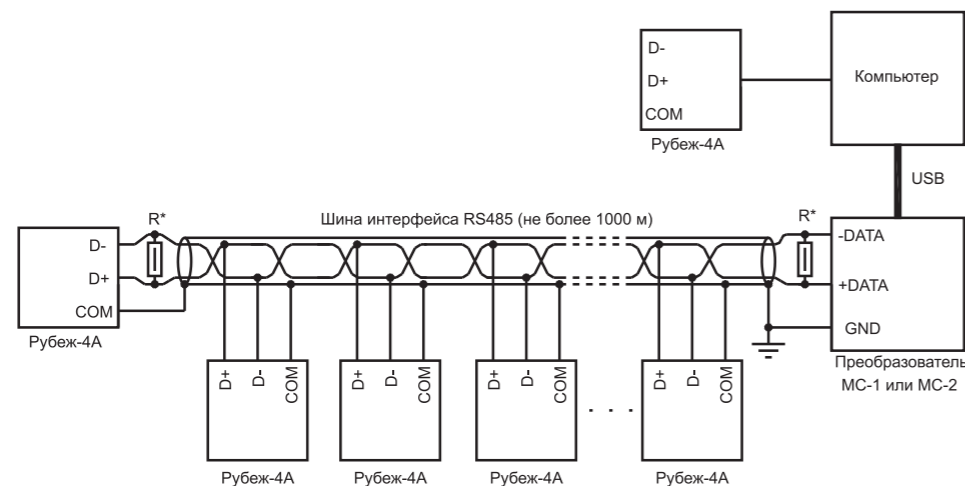 D-
D+
COM
Рубеж-4А
Компьютер
USB
R*
Шина интерфейса RS485 (не более 1000 м)
R*
D-
D+
COM
Рубеж-4А
-DATA
+DATA
GND
Преобразователь
МС-1 или МС-2
D+
D-
COM
D+
D-
COM
D+
D-
COM
. . .
D+
D-
COM
Рубеж-4А
Рубеж-4А
Рубеж-4А
Рубеж-4А